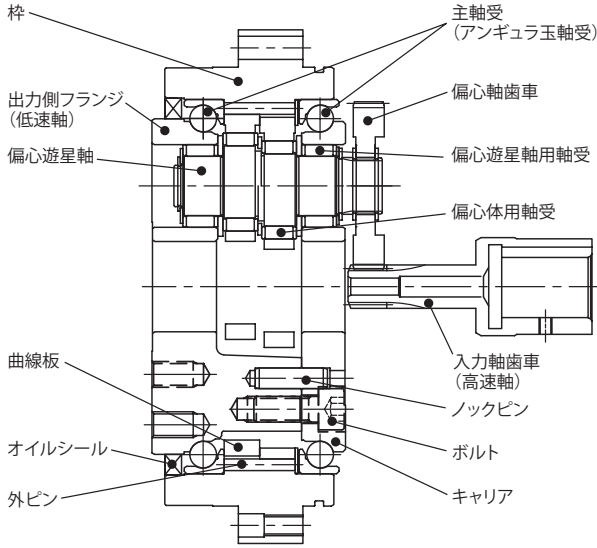 枠
主軸受
(アンギュラ玉軸受)
出力側フランジ
(低速軸)
偏心軸歯車
偏心遊星軸
偏心遊星軸用軸受
偏心体用軸受
入力軸歯車
(高速軸)
曲線板
ノックピン
オイルシール
ボルト
外ピン
キャリア